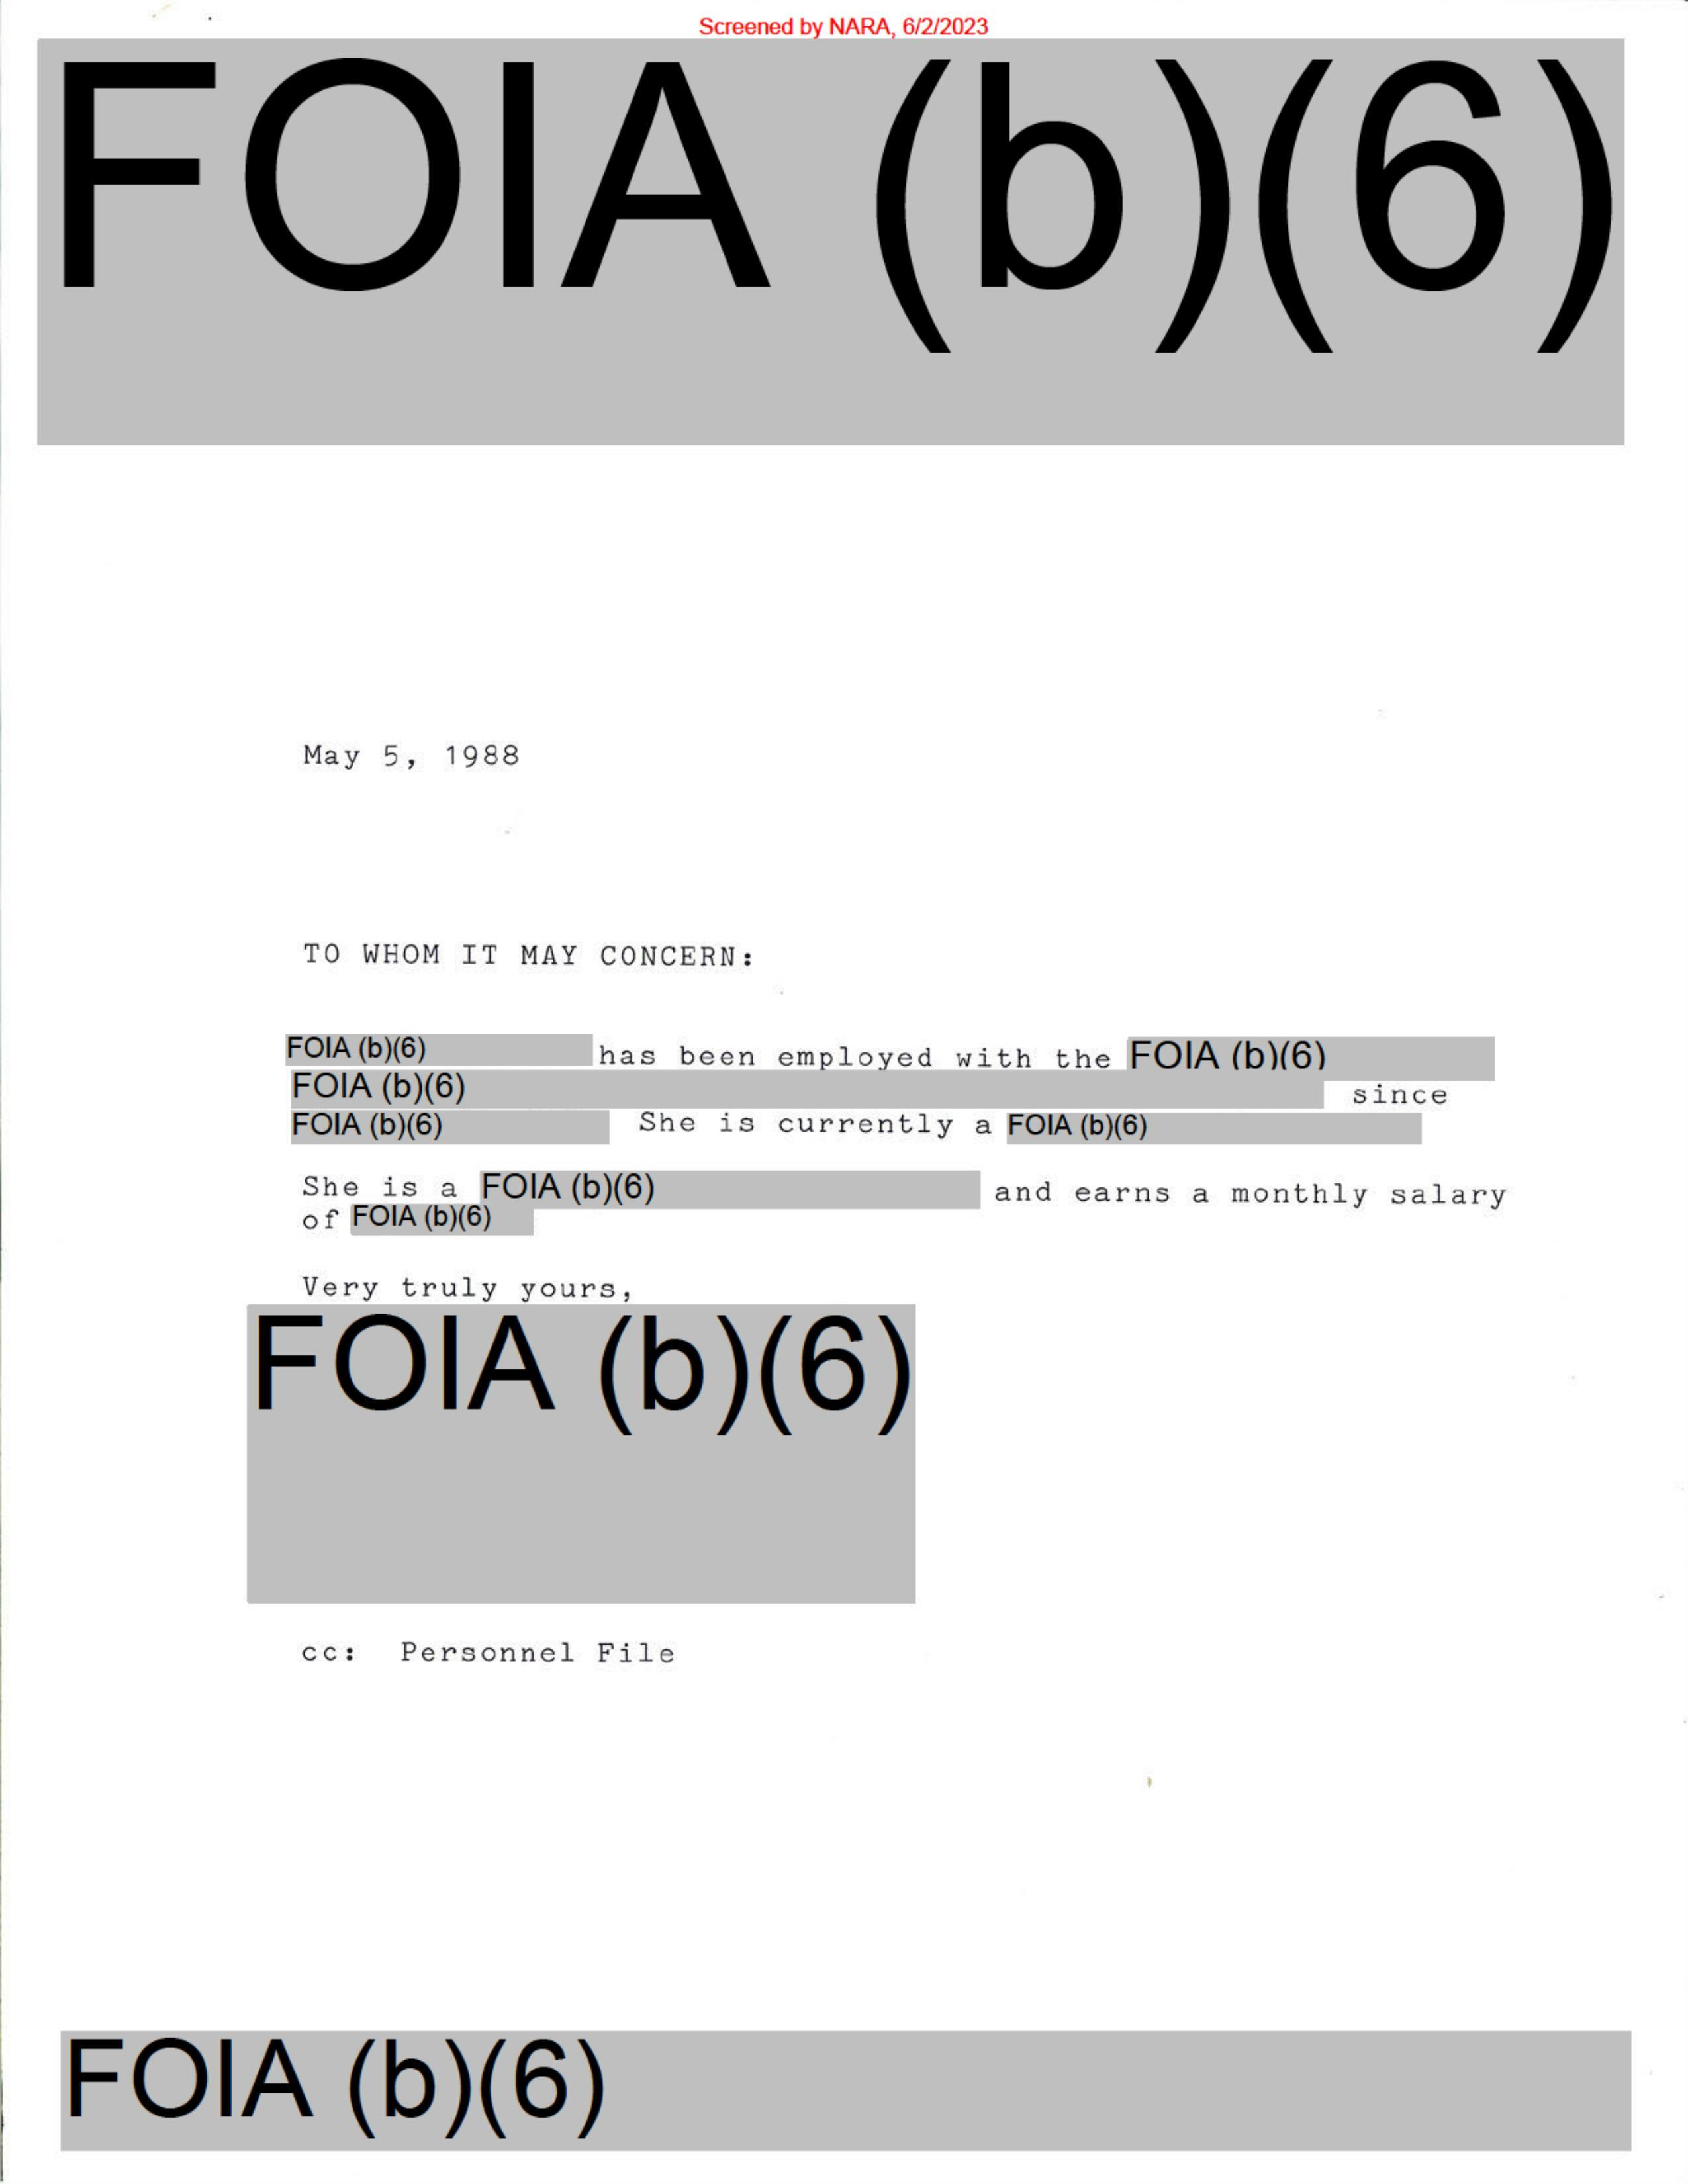 Screened by NARA, 6/2/2023
FOIA (b)(6)
May 5, 1988
TO WHOM IT MAY CONCERN:
FOIA (b)(6) has been employed with the FOIA (b)(6)
FOIA (b)(6) since
FOIA (b)(6) She is currently a FOIA (b)(6)
She is a FOIA (b)(6) and earns a monthly salary
of FOIA (b)(6)
Very truly yours,
FOIA (b)(6)
cc: Personnel File
FOIA (b)(6)